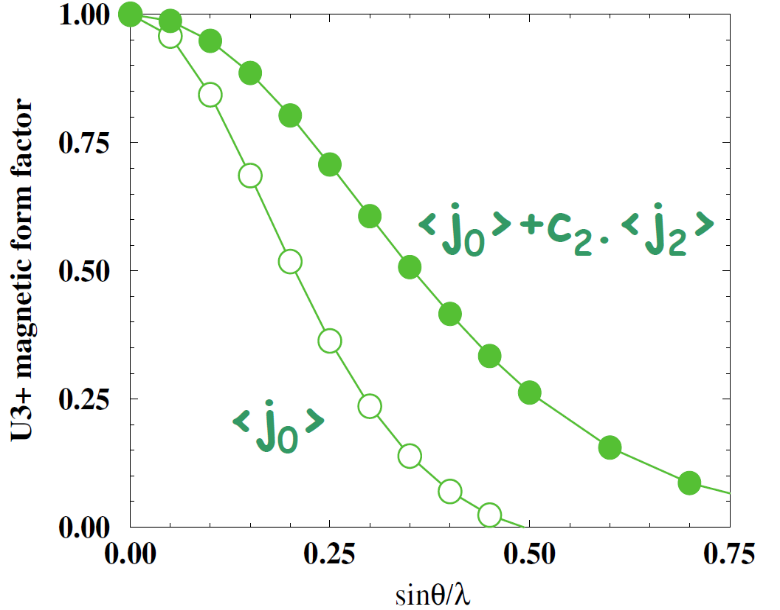 1.00
0.75
0.50
0.25
0.00
U3+ magnetic form factor
<j₀>+c₂.<j₂>
<j₀>
0.00 0.25 0.50 0.75
sinθ/λ